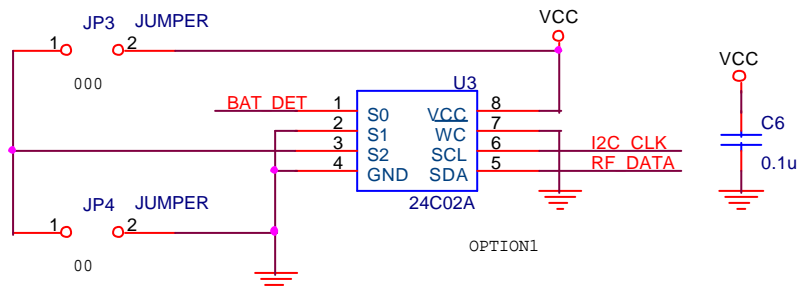 VCC
JP3 JUMPER
1 2
000
VCC
U3
BAT_DET 1 S0 VCC 8
2 S1 WC 7
3 S2 SCL 6 I2C_CLK
4 GND SDA 5 RF_DATA
C6
0.1u
24C02A
JP4 JUMPER
1 2
00
OPTION1